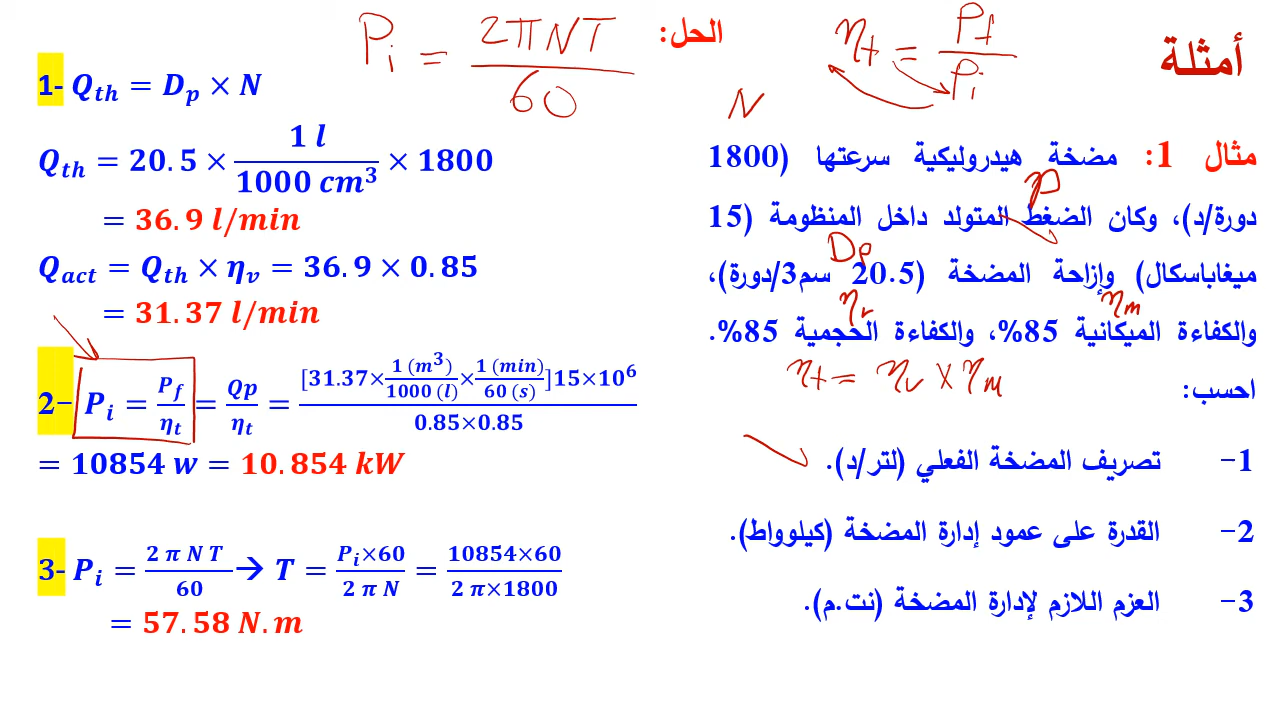 أمثلة
ηt = Pf / Pi
N
مثال 1: مضخة هيدروليكية سرعتها (1800
P
دورة/د)، وكان الضغط المتولد داخل المنظومة (15
Dp
ميغاباسكال) وإزاحة المضخة (20.5 سم3/دورة)،
ηv ηm
والكفاءة الميكانية 85%، والكفاءة الحجمية 85%.
ηt = ηv × ηm
احسب:
1- تصريف المضخة الفعلي (لتر/د).
2- القدرة على عمود إدارة المضخة (كيلوواط).
3- العزم اللازم لإدارة المضخة (نت.م).
الحل:
Pi = 2πNT / 60
1- Qth = Dp × N
Qth = 20.5 × 1 l / 1000 cm³ × 1800
= 36.9 l/min
Qact = Qth × ηv = 36.9 × 0.85
= 31.37 l/min
2- Pi = Pf / ηt = Qp / ηt = [31.37 × 1 (m³) / 1000 (l) × 1 (min) / 60 (s)]15×10⁶ / 0.85×0.85
= 10854 w = 10.854 kW
3- Pi = 2 π N T / 60 → T = Pi×60 / 2 π N = 10854×60 / 2 π×1800
= 57.58 N.m